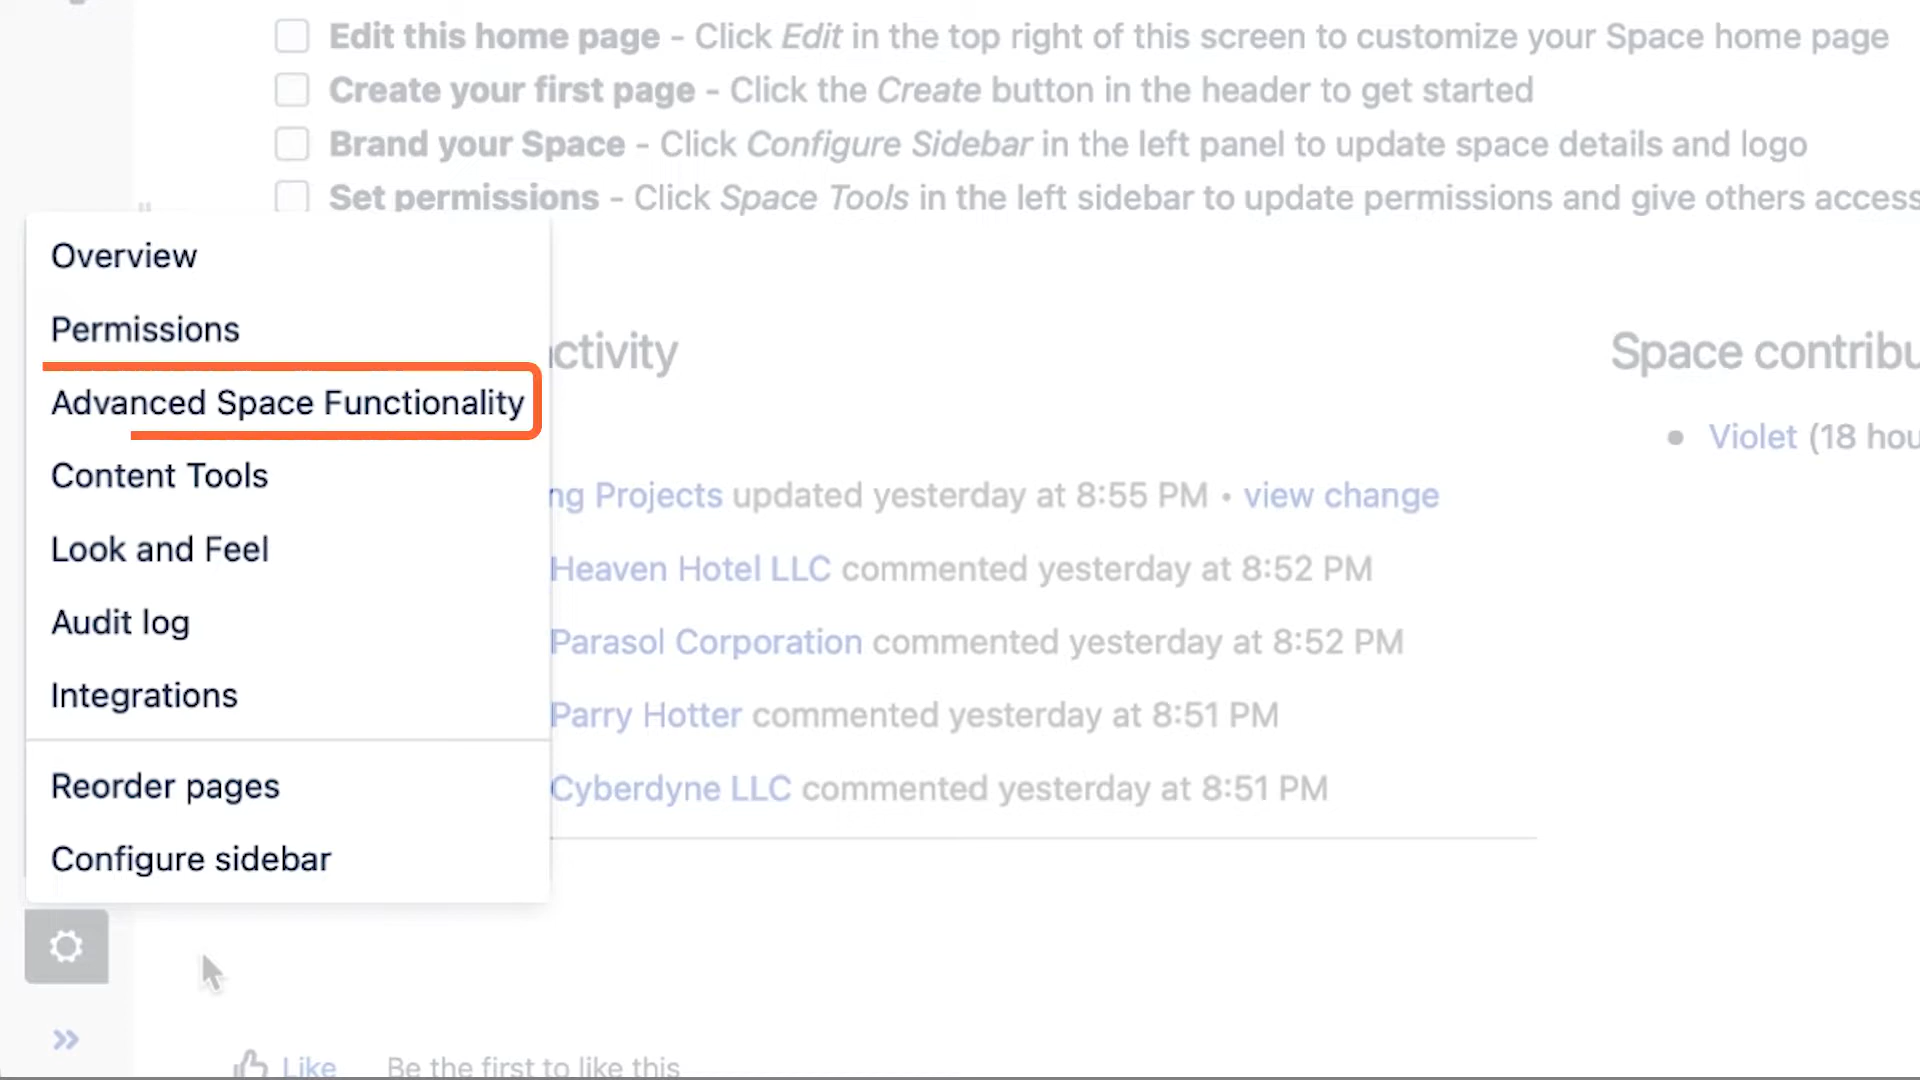 Edit this home page - Click Edit in the top right of this screen to customize your Space home page
Create your first page - Click the Create button in the header to get started
Brand your Space - Click Configure Sidebar in the left panel to update space details and logo
Set permissions - Click Space Tools in the left sidebar to update permissions and give others access
Overview
Permissions
Advanced Space Functionality
Content Tools
Look and Feel
Audit log
Integrations
Reorder pages
Configure sidebar
ctivity
ng Projects updated yesterday at 8:55 PM • view change
Heaven Hotel LLC commented yesterday at 8:52 PM
Parasol Corporation commented yesterday at 8:52 PM
Parry Hotter commented yesterday at 8:51 PM
Cyberdyne LLC commented yesterday at 8:51 PM
Space contribu
• Violet (18 hou
Like Be the first to like this